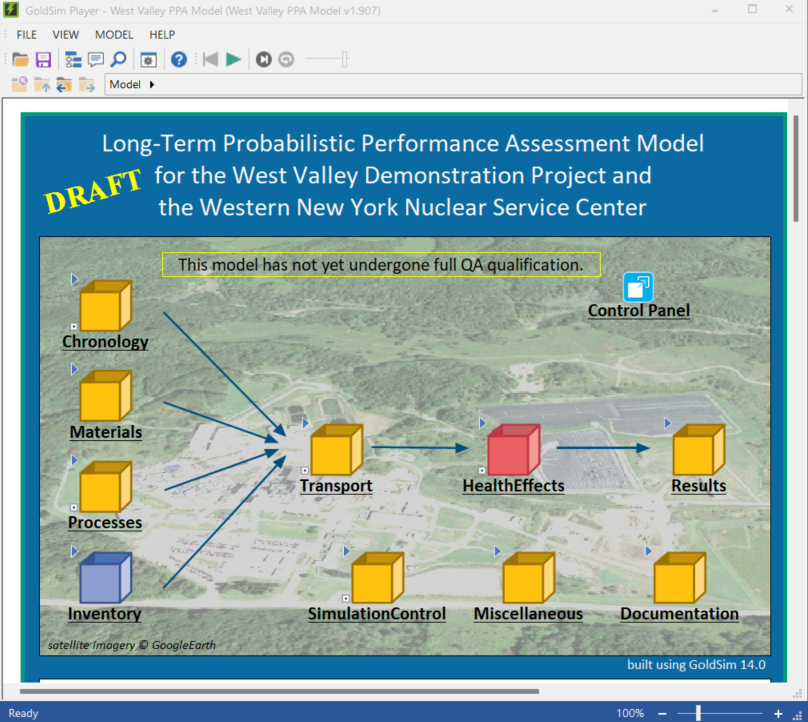 GoldSim Player - West Valley PPA Model (West Valley PPA Model v1.907)
FILE VIEW MODEL HELP
Model
Long-Term Probabilistic Performance Assessment Model
for the West Valley Demonstration Project and
the Western New York Nuclear Service Center
DRAFT
This model has not yet undergone full QA qualification.
Control Panel
Chronology
Materials
Transport
HealthEffects
Results
Processes
Inventory
SimulationControl
Miscellaneous
Documentation
satellite imagery © GoogleEarth
built using GoldSim 14.0
Ready
100%